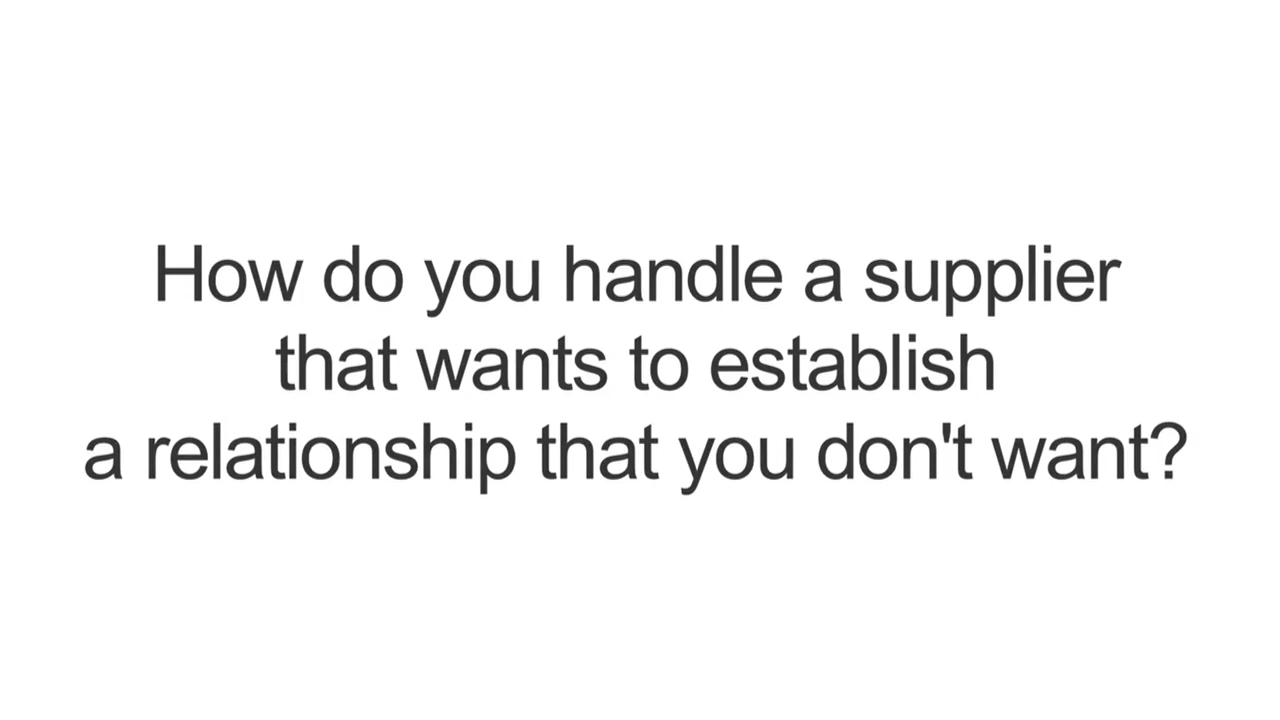 How do you handle a supplier
that wants to establish
a relationship that you don't want?